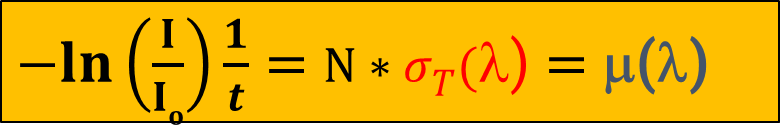 −ln (I/I₀) 1/t = N * σ_T(λ) = μ(λ)